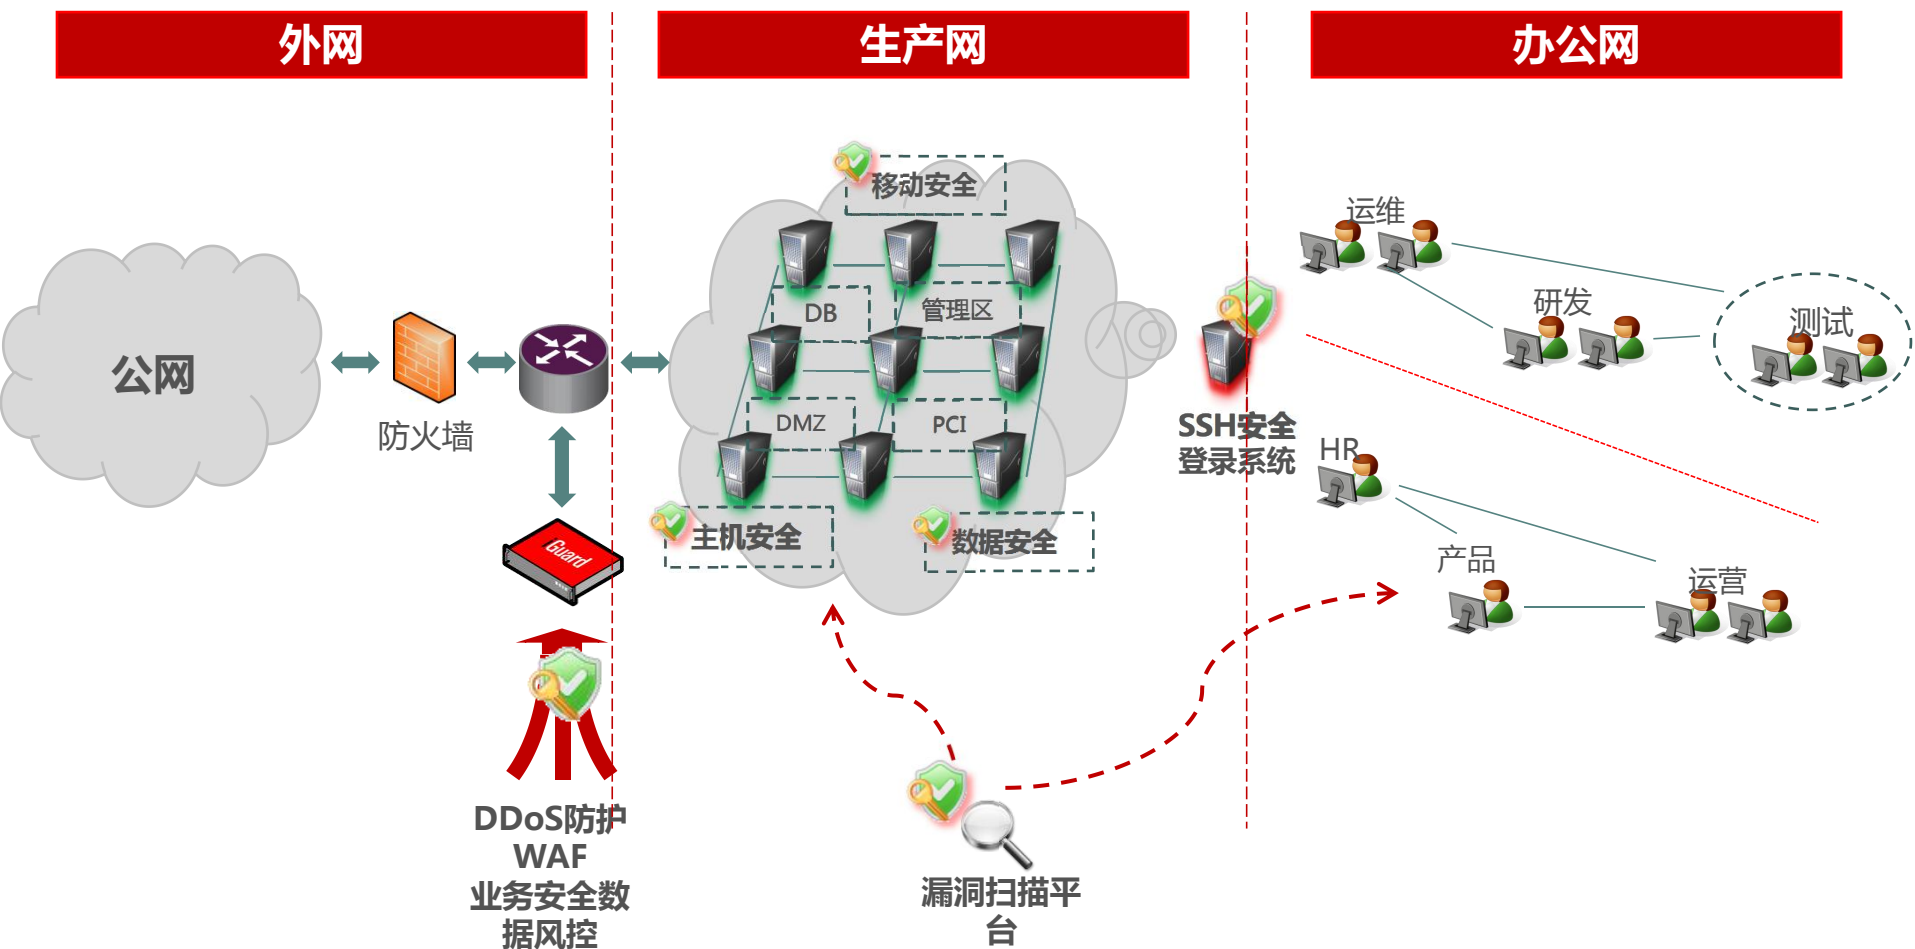 外网
生产网
办公网
公网
防火墙
iGuard
DDoS防护
WAF
业务安全数
据风控
移动安全
DB
管理区
DMZ
PCI
主机安全
数据安全
漏洞扫描平
台
SSH安全
登录系统
运维
研发
测试
HR
产品
运营